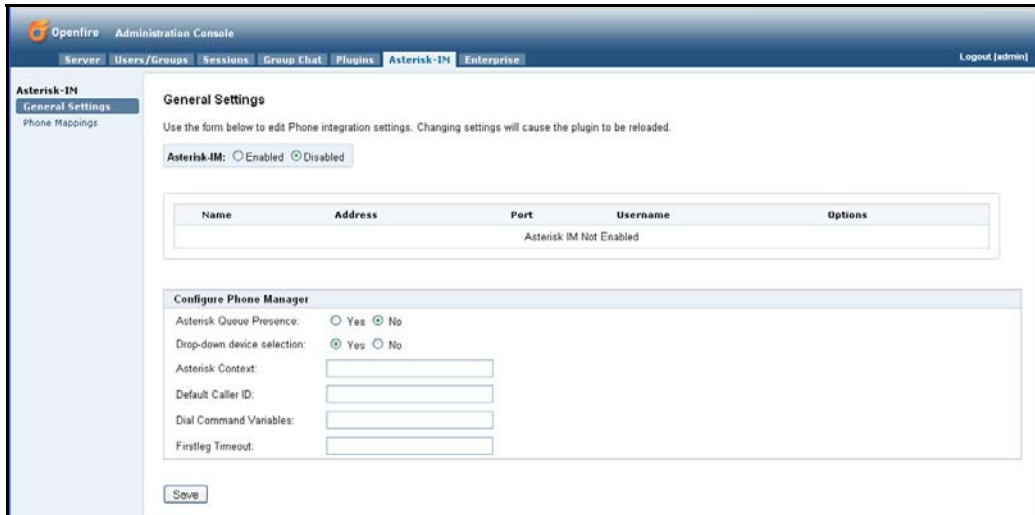 Openfire Administration Console
Server Users/Groups Sessions Group Chat Plugins Asterisk-IM Enterprise
Logout [admin]
Asterisk-IM
General Settings
Phone Mappings
General Settings
Use the form below to edit Phone integration settings. Changing settings will cause the plugin to be reloaded.
Asterisk-IM: Enabled Disabled
Name Address Port Username Options
Asterisk IM Not Enabled
Configure Phone Manager
Asterisk Queue Presence: Yes No
Drop-down device selection: Yes No
Asterisk Context:
Default Caller ID:
Dial Command Variables:
Firstleg Timeout:
Save